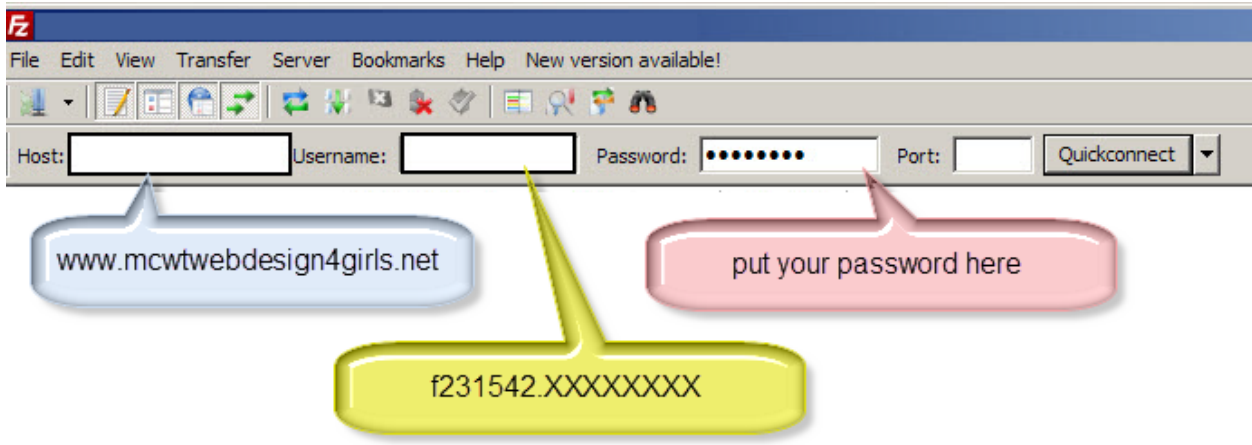 Fz
File Edit View Transfer Server Bookmarks Help New version available!
Host: Username: Password: •••••••• Port: Quickconnect
www.mcwtwebdesign4girls.net
put your password here
f231542.XXXXXXXX